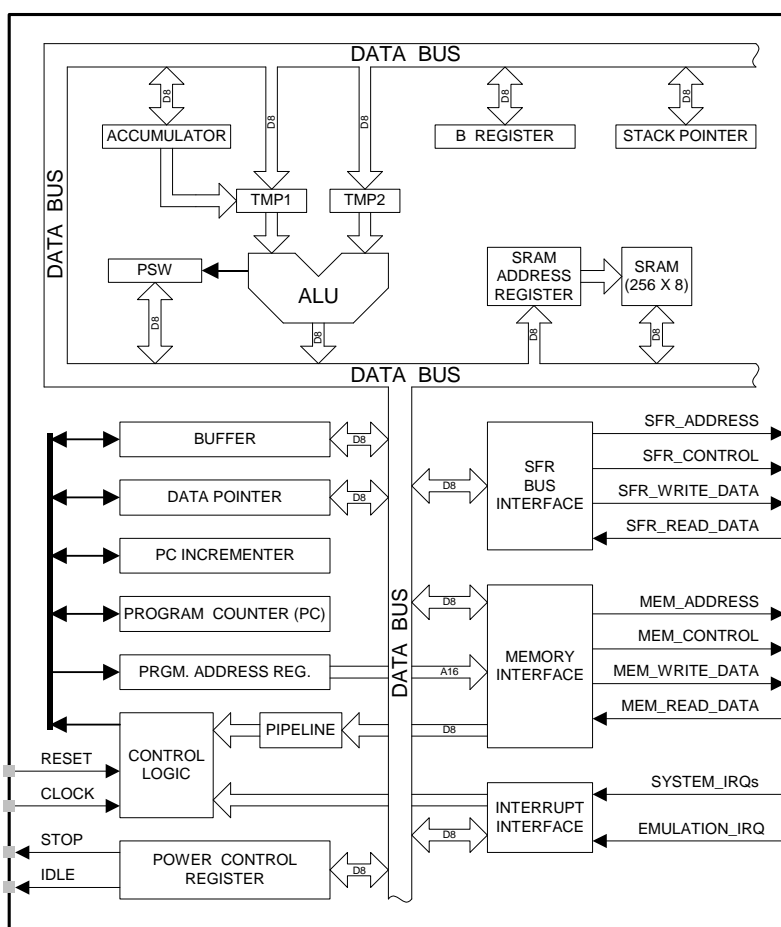 DATA BUS
D8
D8
D8
D8
D8
ACCUMULATOR
B REGISTER
STACK POINTER
DATA BUS
TMP1
TMP2
PSW
ALU
SRAM
ADDRESS
REGISTER
SRAM
(256 X 8)
D8
D8
D8
D8
DATA BUS
BUFFER
D8
DATA POINTER
D8
PC INCREMENTER
PROGRAM COUNTER (PC)
PRGM. ADDRESS REG.
A16
DATA BUS
D8
SFR
BUS
INTERFACE
SFR_ADDRESS
SFR_CONTROL
SFR_WRITE_DATA
SFR_READ_DATA
D8
MEMORY
INTERFACE
MEM_ADDRESS
MEM_CONTROL
MEM_WRITE_DATA
MEM_READ_DATA
PIPELINE
D8
CONTROL
LOGIC
RESET
CLOCK
STOP
IDLE
POWER CONTROL
REGISTER
D8
D8
INTERRUPT
INTERFACE
SYSTEM_IRQs
EMULATION_IRQ